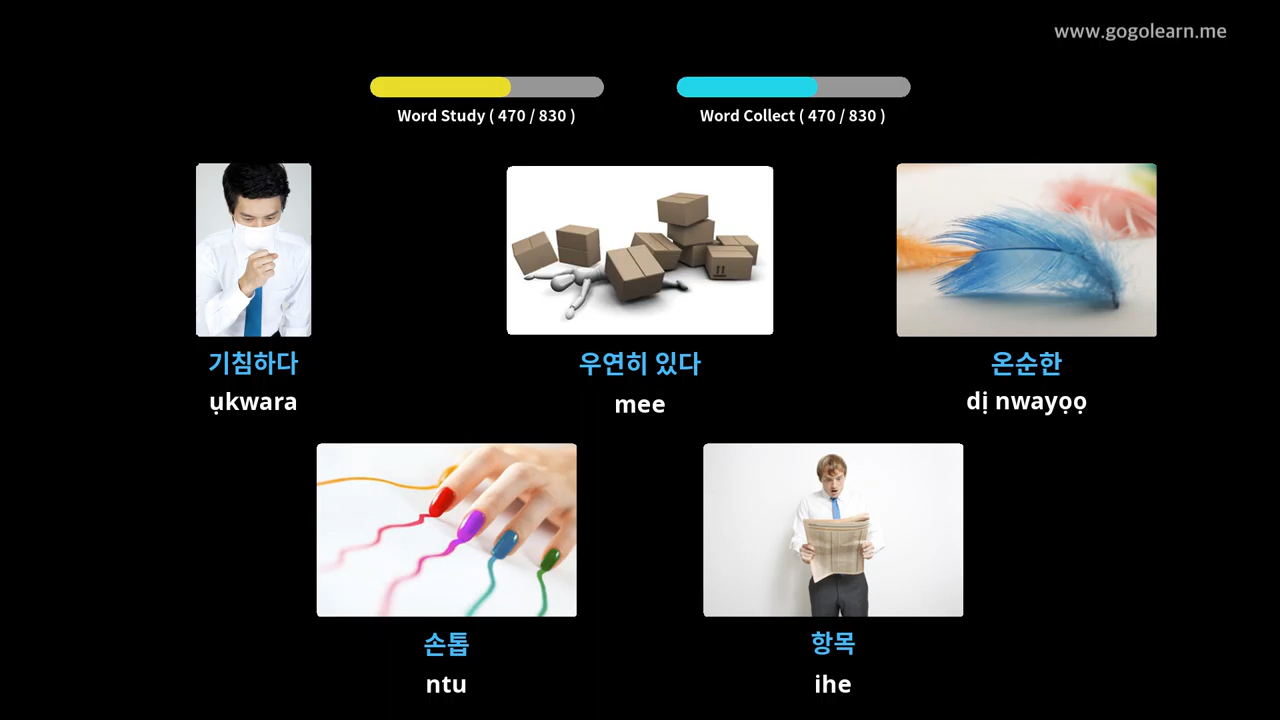 www.gogolearn.me
Word Study ( 470 / 830 )
Word Collect ( 470 / 830 )
기침하다
ụkwara
우연히 있다
mee
온순한
dị nwayọọ
손톱
ntu
항목
ihe